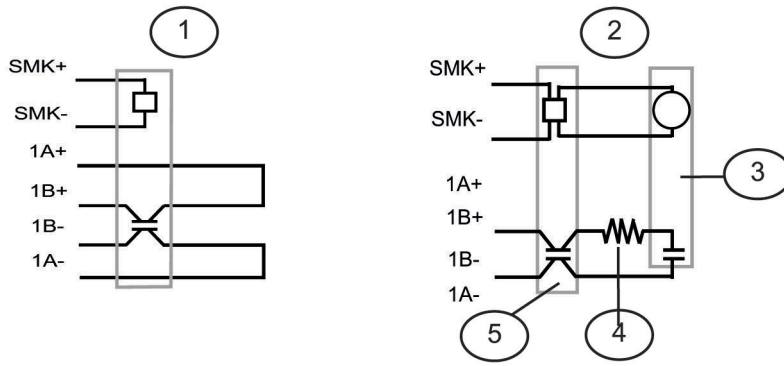 1
SMK+
SMK-
1A+
1B+
1B-
1A-
2
SMK+
SMK-
1A+
1B+
1B-
1A-
3
4
5